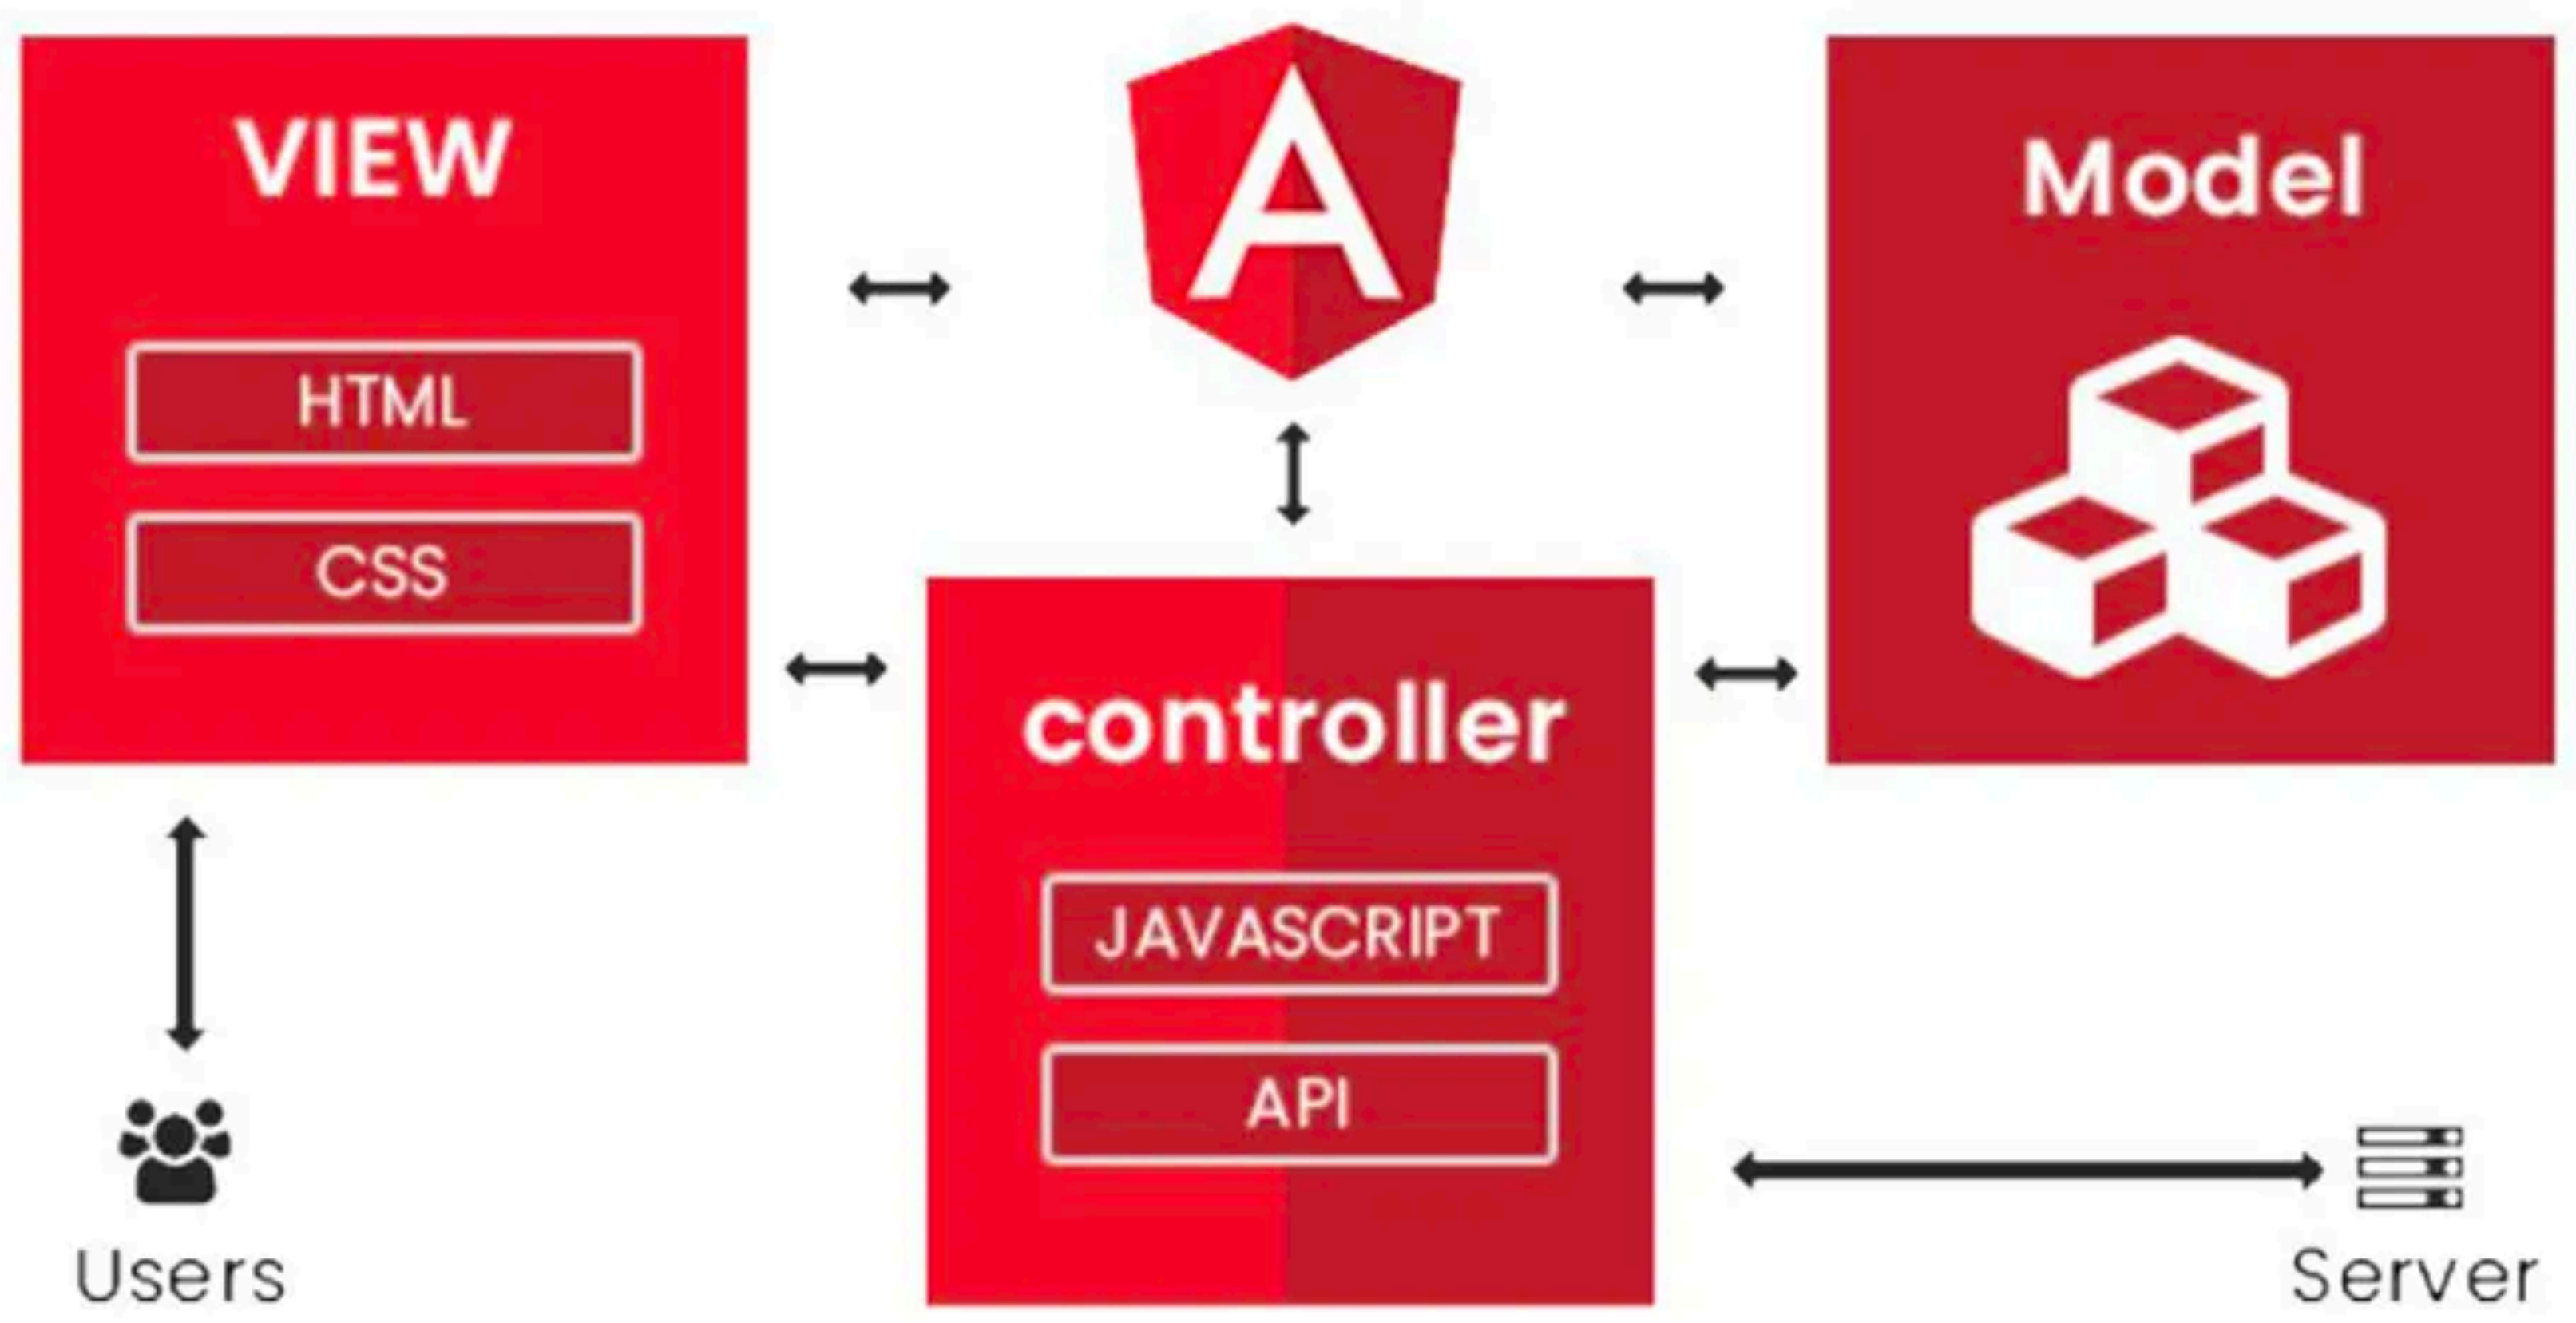 VIEW
HTML
CSS
A
Model
controller
JAVASCRIPT
API
Users
Server